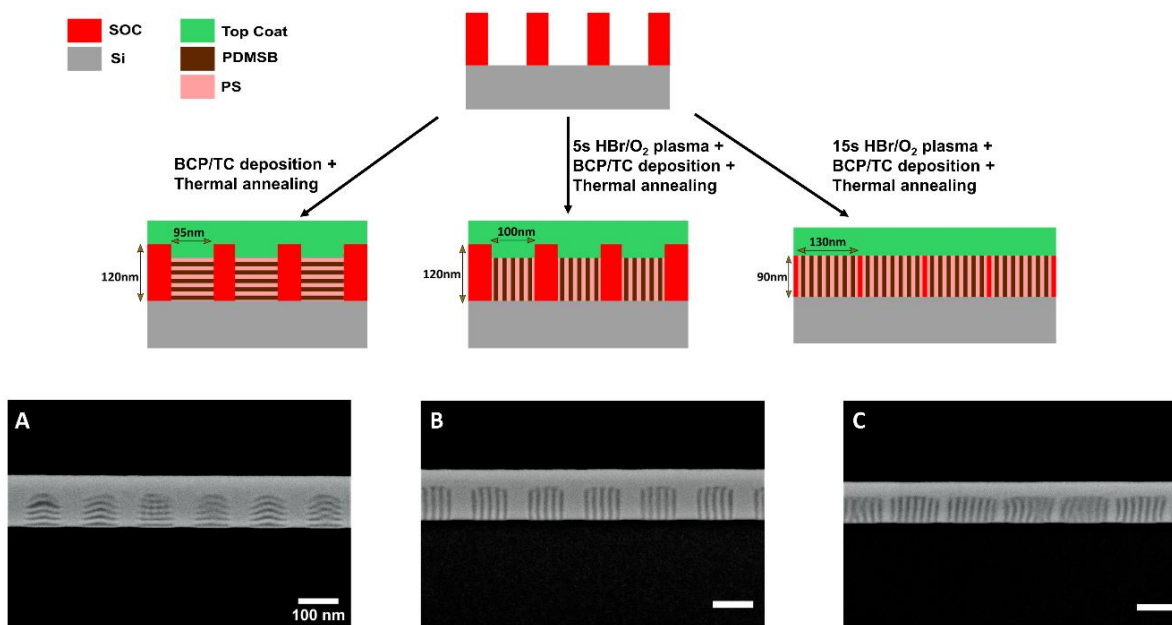 SOC
Top Coat
Si
PDMSB
PS
BCP/TC deposition +
Thermal annealing
5s HBr/O₂ plasma +
BCP/TC deposition +
Thermal annealing
15s HBr/O₂ plasma +
BCP/TC deposition +
Thermal annealing
95nm
120nm
100nm
120nm
130nm
90nm
A
B
C
100 nm